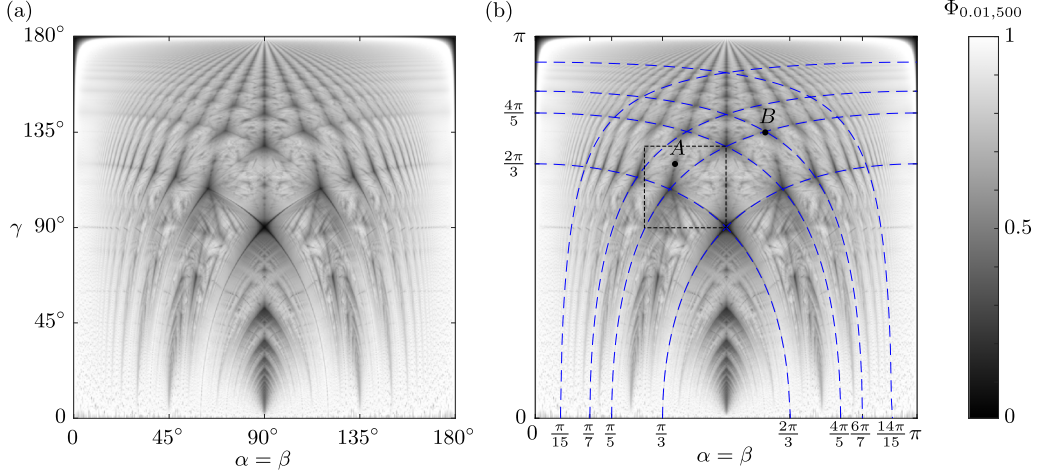 (a)
180°
135°
γ 90°
45°
0
0 45° 90° 135° 180°
α = β
(b)
π
4π/5
2π/3
0
B
A
0 π/15 π/7 π/5 π/3 2π/3 4π/5 6π/7 14π/15 π
α = β
Φ0.01,500
1
0.5
0